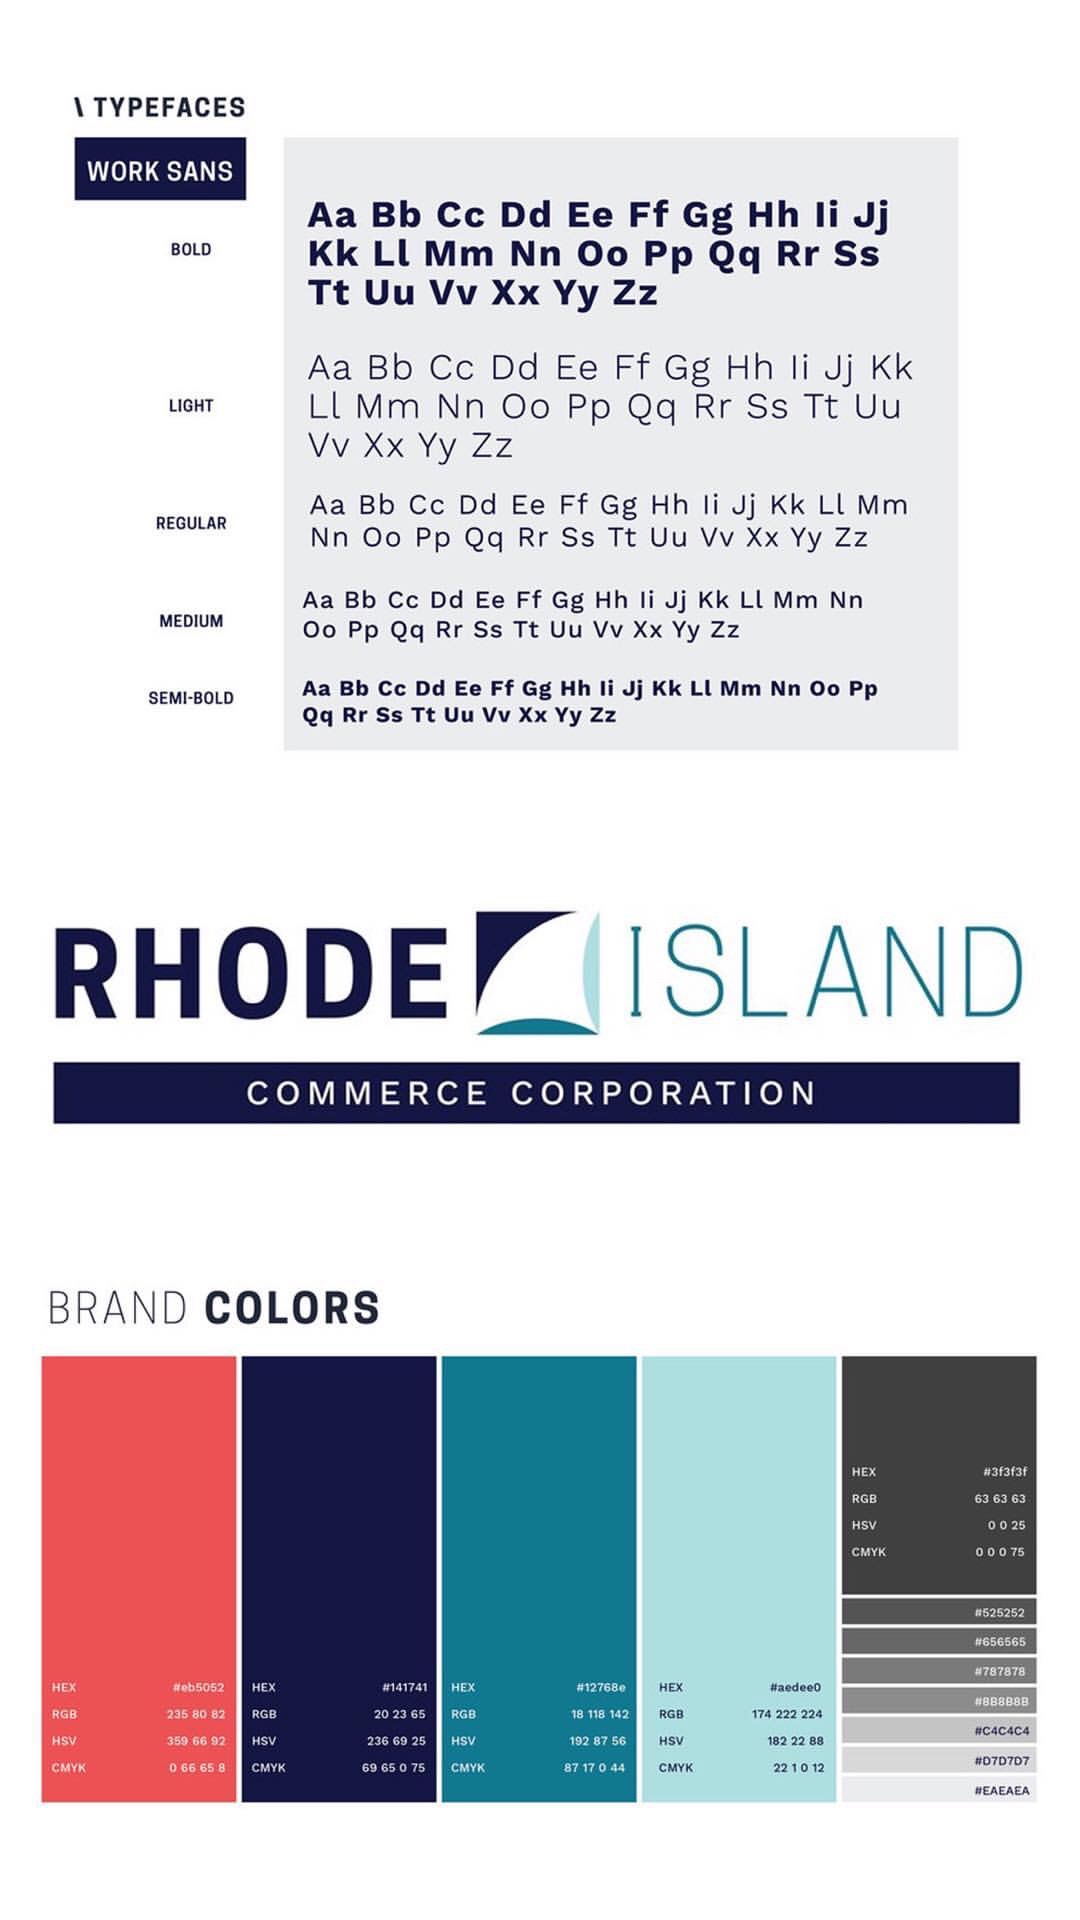 \ TYPEFACES
WORK SANS
BOLD
Aa Bb Cc Dd Ee Ff Gg Hh Ii Jj
Kk Ll Mm Nn Oo Pp Qq Rr Ss
Tt Uu Vv Xx Yy Zz
LIGHT
Aa Bb Cc Dd Ee Ff Gg Hh Ii Jj Kk
Ll Mm Nn Oo Pp Qq Rr Ss Tt Uu
Vv Xx Yy Zz
REGULAR
Aa Bb Cc Dd Ee Ff Gg Hh Ii Jj Kk Ll Mm
Nn Oo Pp Qq Rr Ss Tt Uu Vv Xx Yy Zz
MEDIUM
Aa Bb Cc Dd Ee Ff Gg Hh Ii Jj Kk Ll Mm Nn
Oo Pp Qq Rr Ss Tt Uu Vv Xx Yy Zz
SEMI-BOLD
Aa Bb Cc Dd Ee Ff Gg Hh Ii Jj Kk Ll Mm Nn Oo Pp
Qq Rr Ss Tt Uu Vv Xx Yy Zz
RHODE ISLAND
COMMERCE CORPORATION
BRAND COLORS
HEX #eb5052
RGB 235 80 82
HSV 359 66 92
CMYK 0 66 65 8
HEX #141741
RGB 20 23 65
HSV 236 69 25
CMYK 69 65 0 75
HEX #12768e
RGB 18 118 142
HSV 192 87 56
CMYK 87 17 0 44
HEX #aedee0
RGB 174 222 224
HSV 182 22 88
CMYK 22 1 0 12
HEX #3f3f3f
RGB 63 63 63
HSV 0 0 25
CMYK 0 0 0 75
#525252
#656565
#787878
#8B8B8B
#C4C4C4
#D7D7D7
#EAEAEA